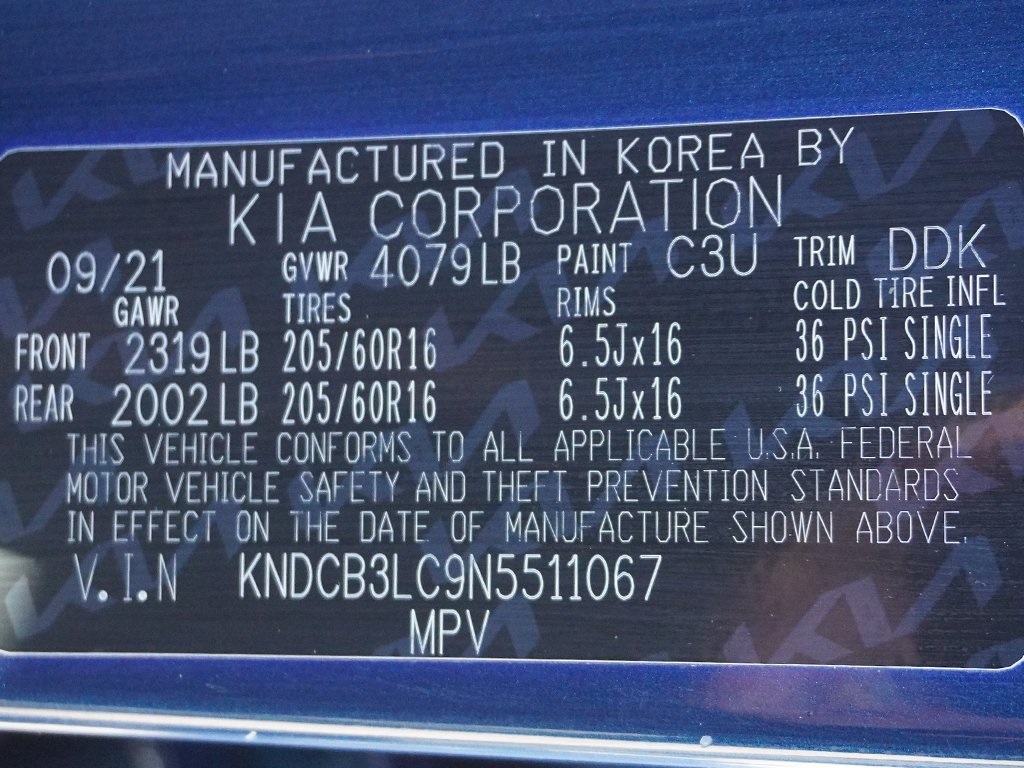 MANUFACTURED IN KOREA BY
KIA CORPORATION
09/21 GVWR 4079LB PAINT C3U TRIM DDK
GAWR TIRES RIMS COLD TIRE INFL
FRONT 2319LB 205/60R16 6.5Jx16 36 PSI SINGLE
REAR 2002LB 205/60R16 6.5Jx16 36 PSI SINGLE
THIS VEHICLE CONFORMS TO ALL APPLICABLE U.S.A. FEDERAL
MOTOR VEHICLE SAFETY AND THEFT PREVENTION STANDARDS
IN EFFECT ON THE DATE OF MANUFACTURE SHOWN ABOVE.
V.I.N KNDCB3LC9N5511067
MPV